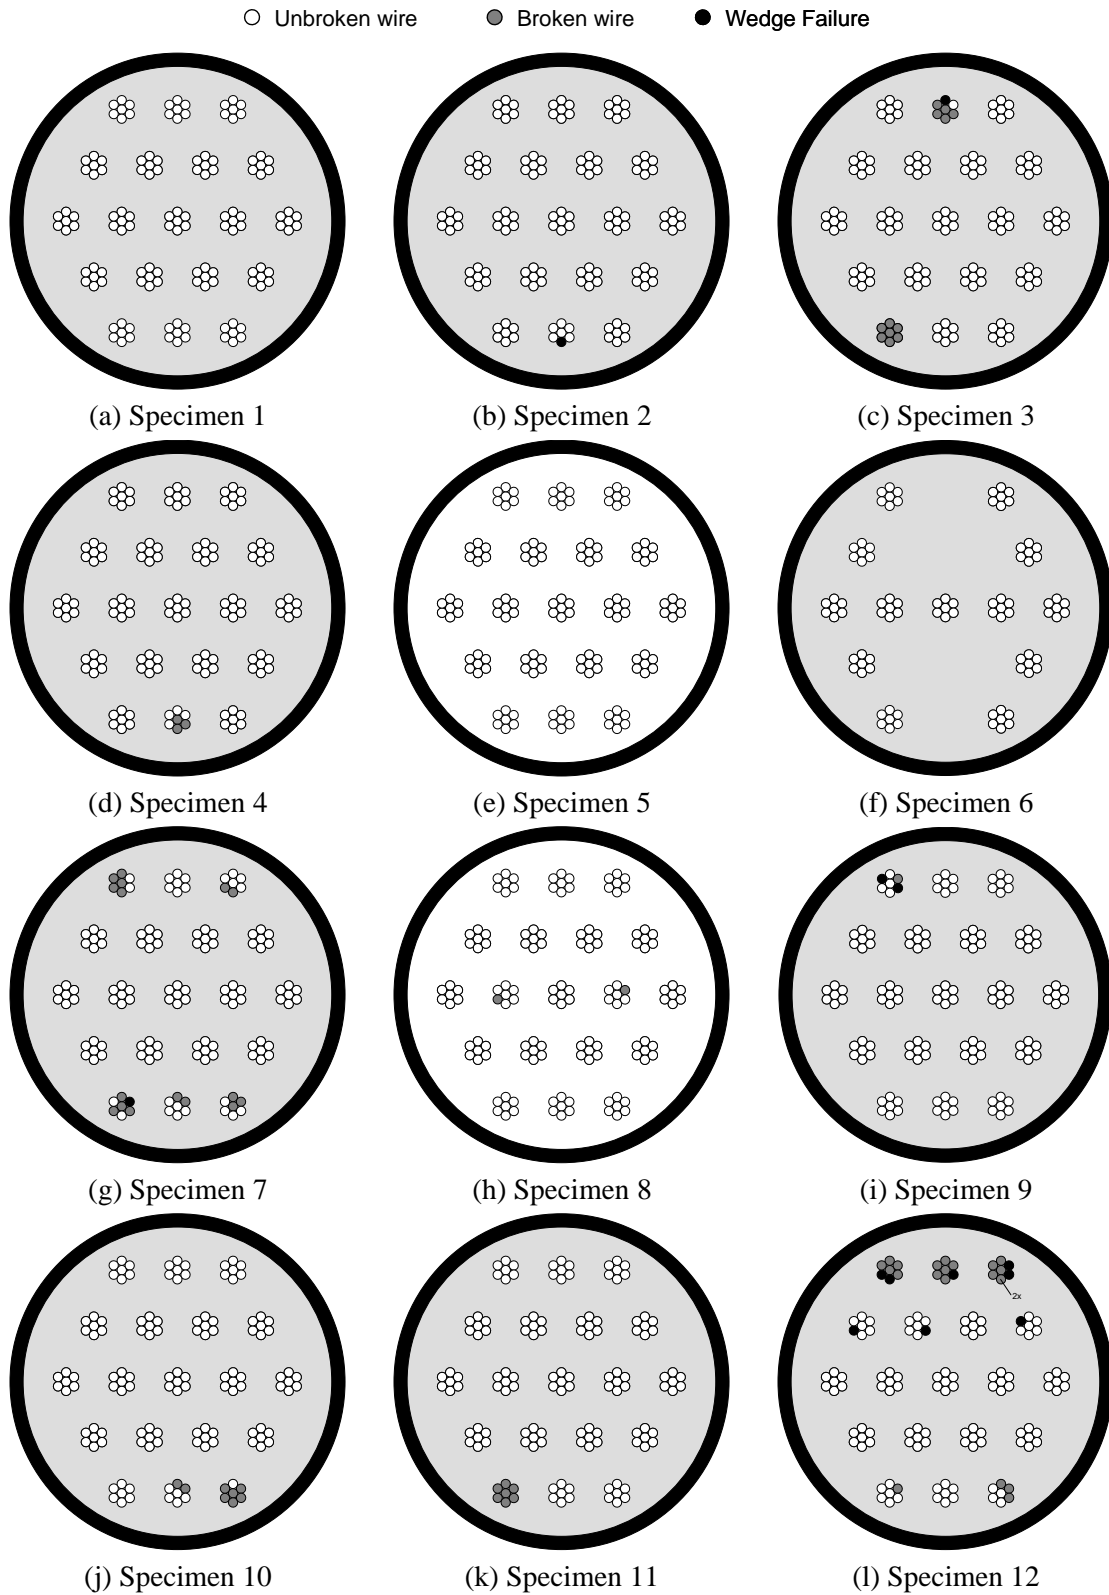 Unbroken wire Broken wire Wedge Failure
(a) Specimen 1 (b) Specimen 2 (c) Specimen 3
(d) Specimen 4 (e) Specimen 5 (f) Specimen 6
(g) Specimen 7 (h) Specimen 8 (i) Specimen 9
2x
(j) Specimen 10 (k) Specimen 11 (l) Specimen 12